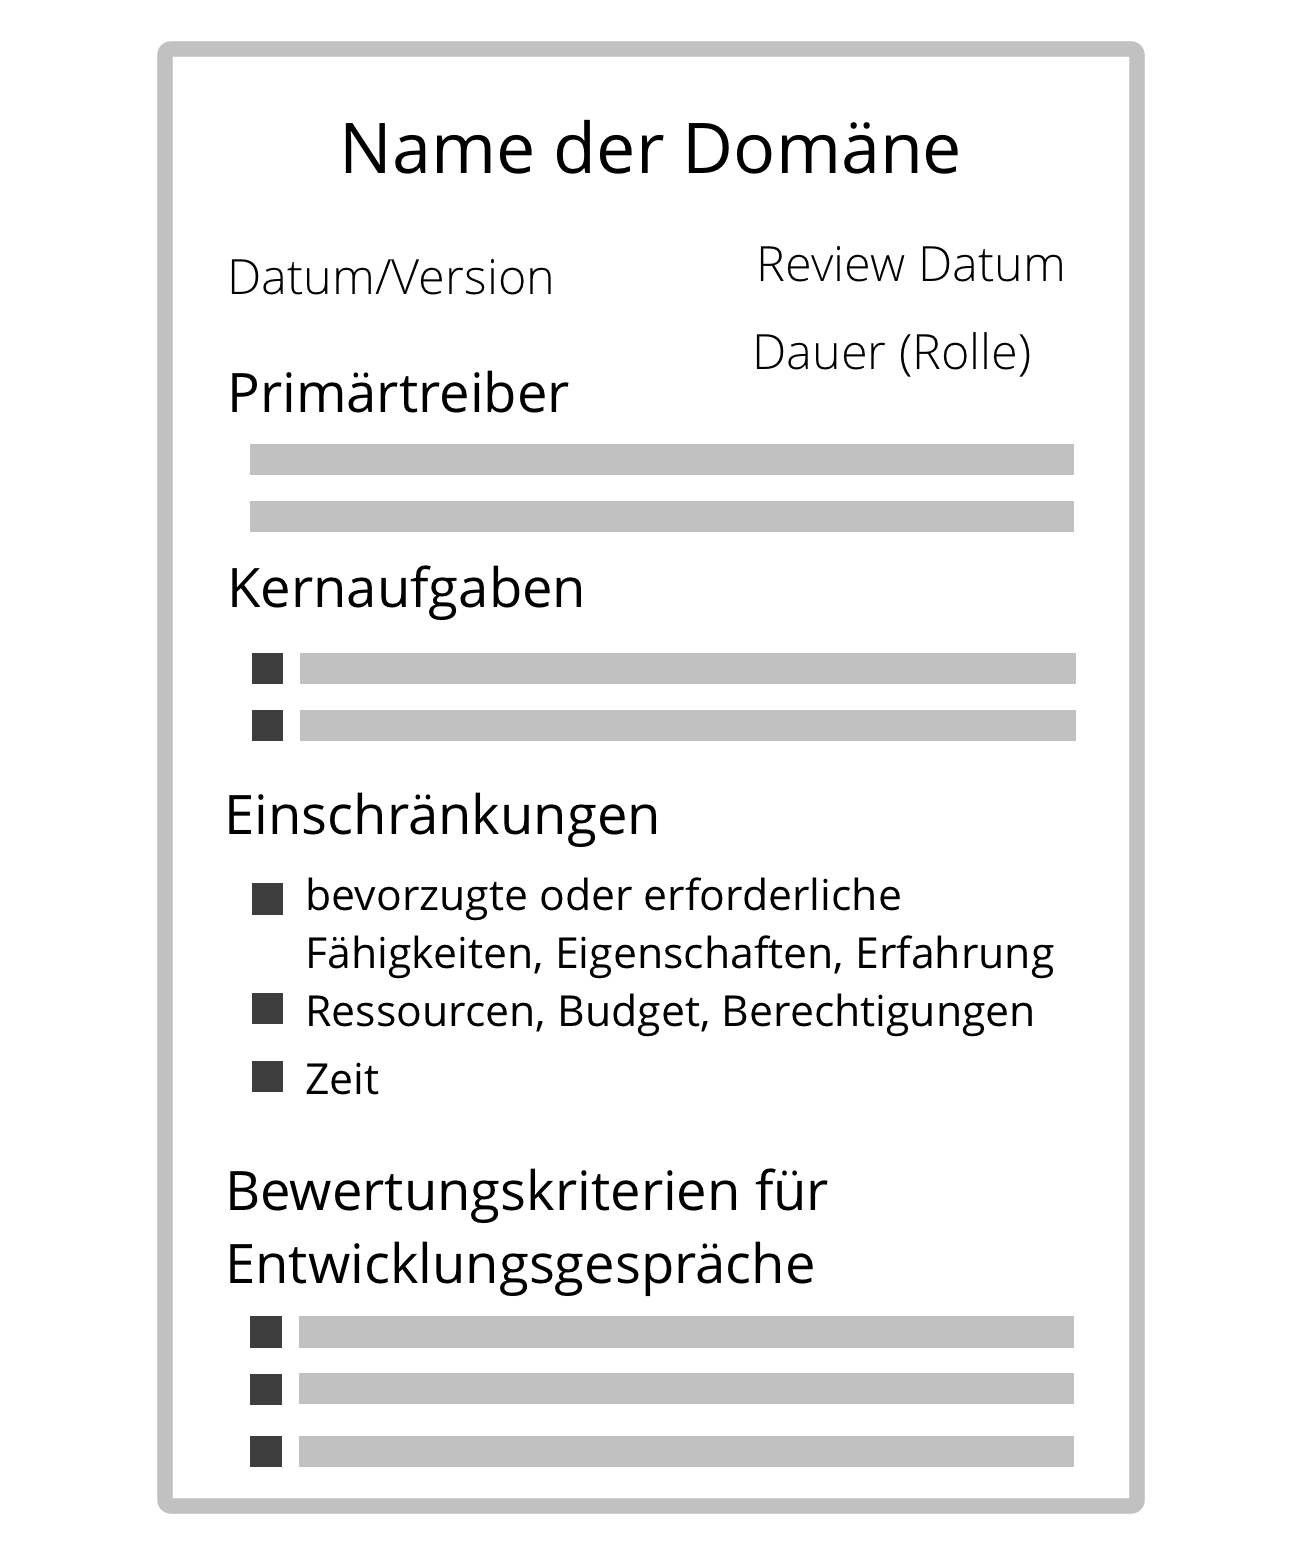 Name der Domäne
Datum/Version
Review Datum
Dauer (Rolle)
Primärtreiber
Kernaufgaben
Einschränkungen
bevorzugte oder erforderliche
Fähigkeiten, Eigenschaften, Erfahrung
Ressourcen, Budget, Berechtigungen
Zeit
Bewertungskriterien für
Entwicklungsgespräche